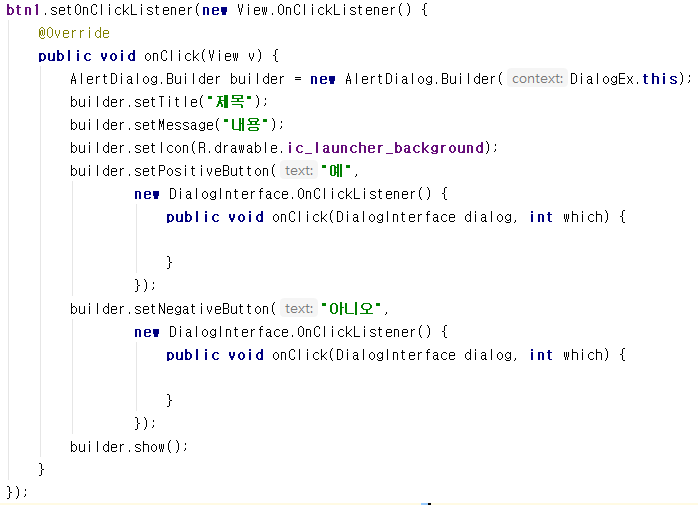 btn1.setOnClickListener(new View.OnClickListener() {
    @Override
    public void onClick(View v) {
        AlertDialog.Builder builder = new AlertDialog.Builder( context: DialogEx.this);
        builder.setTitle("제목");
        builder.setMessage("내용");
        builder.setIcon(R.drawable.ic_launcher_background);
        builder.setPositiveButton( text: "예",
                new DialogInterface.OnClickListener() {
                    public void onClick(DialogInterface dialog, int which) {

                    }
                });
        builder.setNegativeButton( text: "아니오",
                new DialogInterface.OnClickListener() {
                    public void onClick(DialogInterface dialog, int which) {

                    }
                });
        builder.show();
    }
});